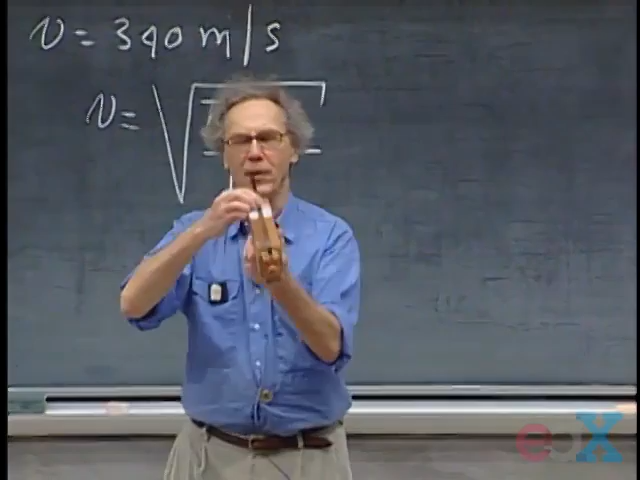 v = 340 m/s
v = √
edX